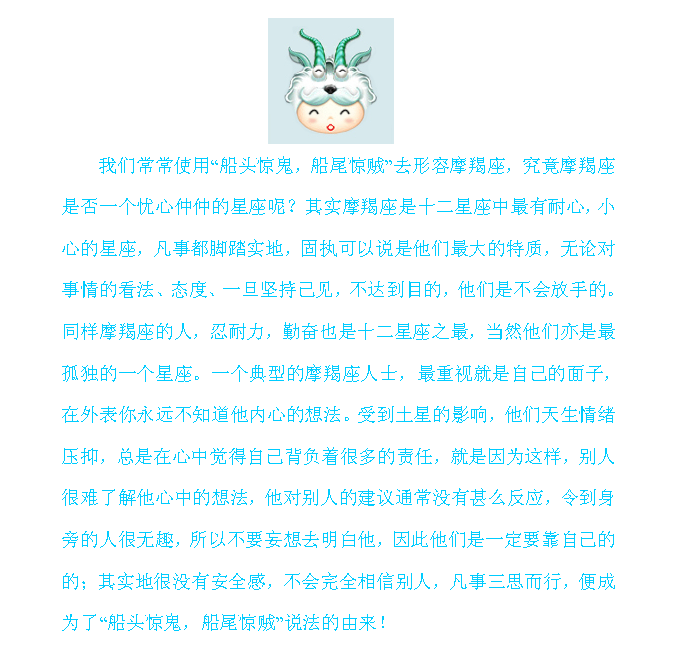 我们常常使用“船头惊鬼，船尾惊贼”去形容摩羯座，究竟摩羯座
是否一个忧心忡忡的星座呢？其实摩羯座是十二星座中最有耐心，小
心的星座，凡事都脚踏实地，固执可以说是他们最大的特质，无论对
事情的看法、态度、一旦坚持己见，不达到目的，他们是不会放手的。
同样摩羯座的人，忍耐力，勤奋也是十二星座之最，当然他们亦是最
孤独的一个星座。一个典型的摩羯座人士，最重视就是自己的面子，
在外表你永远不知道他内心的想法。受到土星的影响，他们天生情绪
压抑，总是在心中觉得自己背负着很多的责任，就是因为这样，别人
很难了解他心中的想法，他对别人的建议通常没有甚么反应，令到身
旁的人很无趣，所以不要妄想去明白他，因此他们是一定要靠自己的
的；其实地很没有安全感，不会完全相信别人，凡事三思而行，便成
为了“船头惊鬼，船尾惊贼”说法的由来！